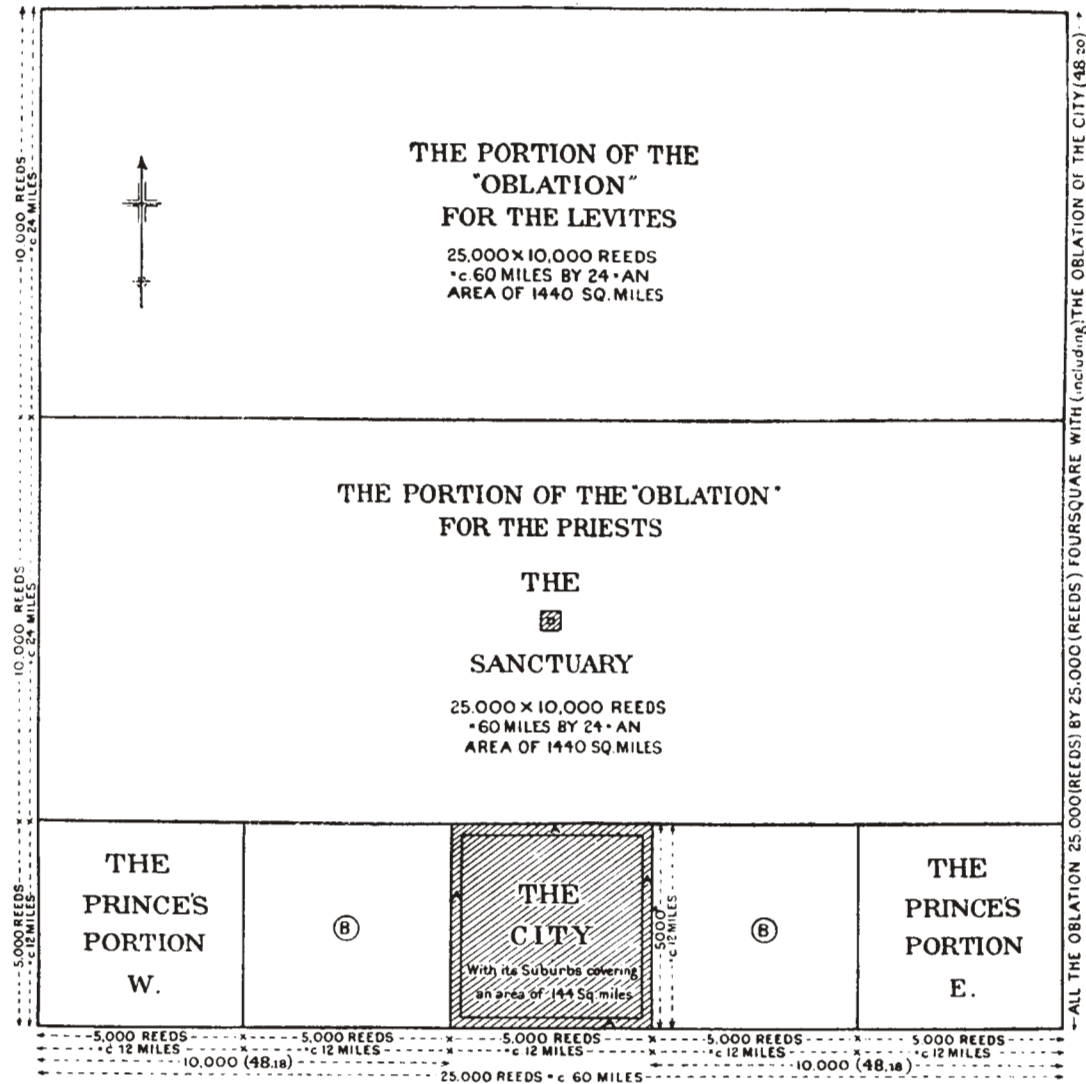 THE PORTION OF THE
"OBLATION"
FOR THE LEVITES
25,000 × 10,000 REEDS
"c. 60 MILES BY 24 - AN
AREA OF 1440 SQ. MILES
10,000 REEDS
"c 24 MILES
THE PORTION OF THE "OBLATION"
FOR THE PRIESTS
THE
SANCTUARY
25.000 × 10,000 REEDS
"60 MILES BY 24 - AN
AREA OF 1440 SQ. MILES
10.000 REEDS
"c 24 MILES
ALL THE OBLATION 25.000 (REEDS) BY 25.000 (REEDS) FOURSQUARE WITH (including) THE OBLATION OF THE CITY (48 20)
5.000 REEDS
"c 12 MILES
THE
PRINCE'S
PORTION
W.
B
THE
CITY
With its Suburbs covering
an area of 144 Sq. miles
5000
"c 12 MILES
B
THE
PRINCE'S
PORTION
E.
5.000 REEDS 5.000 REEDS 5.000 REEDS 5.000 REEDS 5.000 REEDS
"c 12 MILES "c 12 MILES "c 12 MILES "c 12 MILES "c 12 MILES
10.000 (48.18) 10.000 (48.18)
25.000 REEDS "c 60 MILES